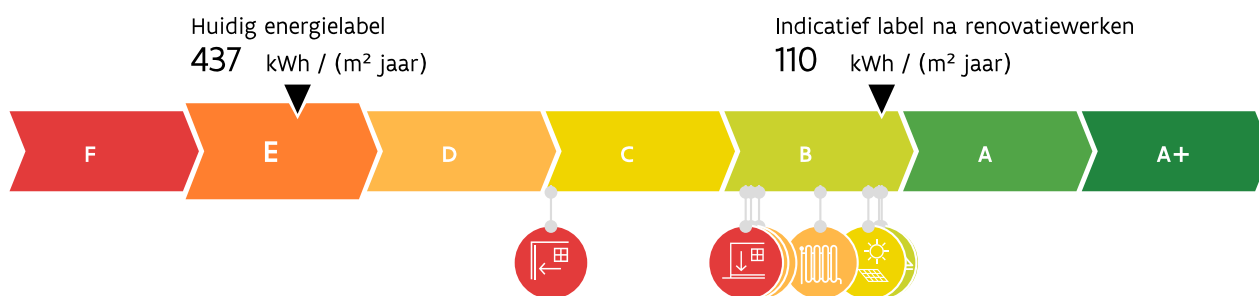 Huidig energielabel
437 kWh / (m² jaar)
Indicatief label na renovatiewerken
110 kWh / (m² jaar)
F E D C B A A+